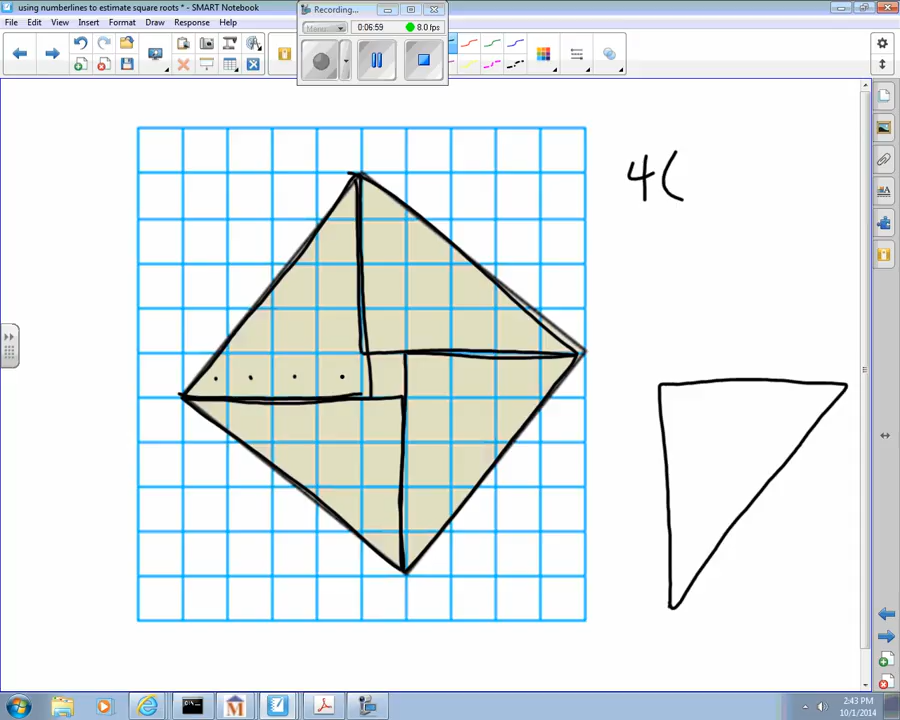 using numberlines to estimate square roots * - SMART Notebook
Recording...
File Edit View Insert Format Draw Response Help
0:06:59
8.0 fps
4(
2:43 PM
10/1/2014